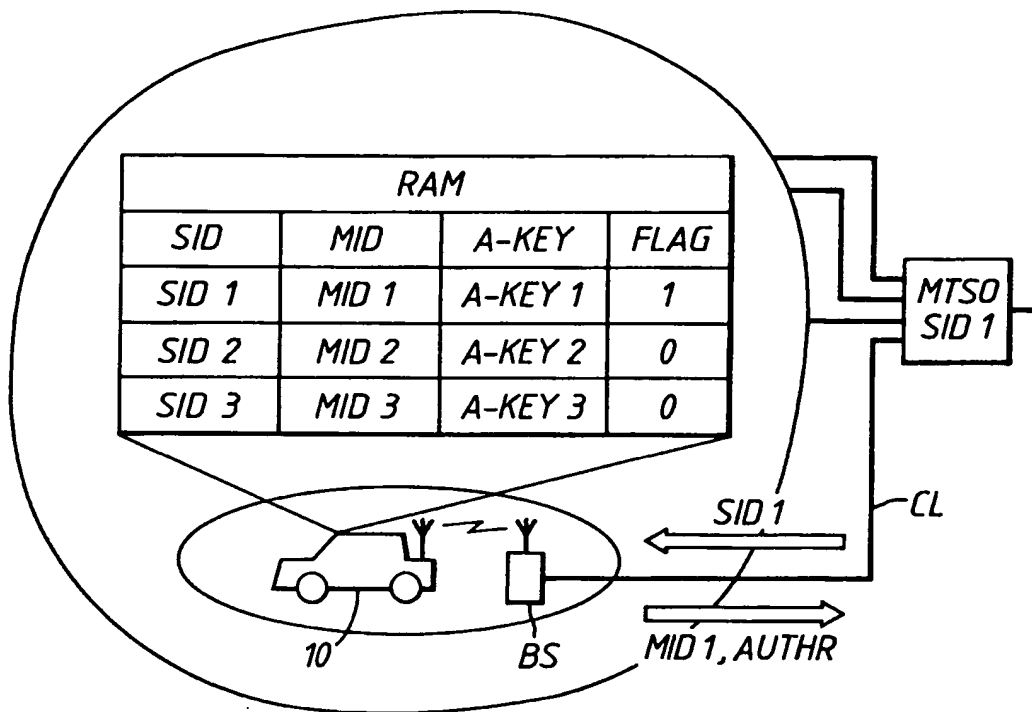 RAM
SID MID A-KEY FLAG
SID 1 MID 1 A-KEY 1 1
SID 2 MID 2 A-KEY 2 0
SID 3 MID 3 A-KEY 3 0
MTSO
SID 1
CL
SID 1
10
BS
MID 1, AUTHR